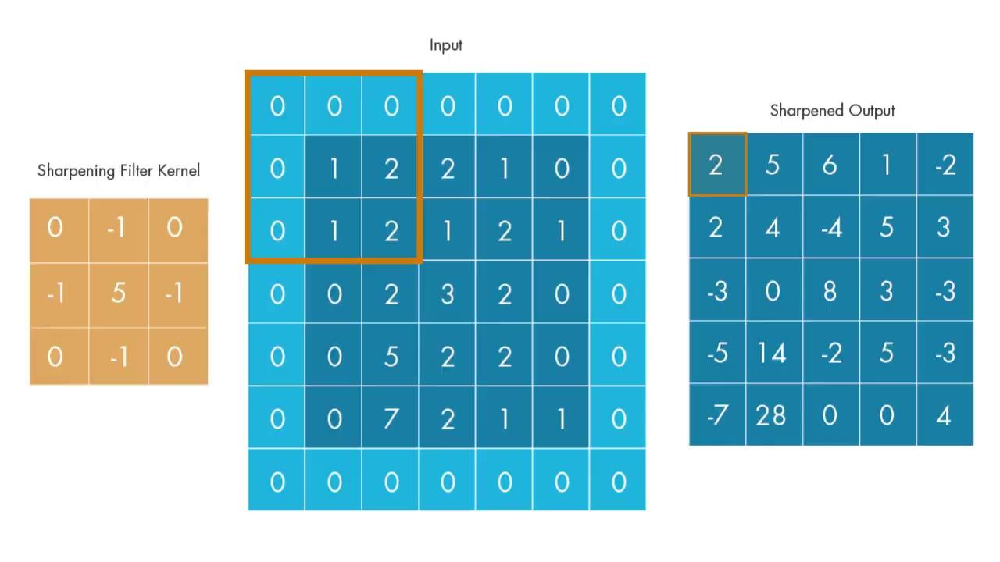 Input
Sharpening Filter Kernel
0 -1 0
-1 5 -1
0 -1 0
0 0 0 0 0 0 0
0 1 2 2 1 0 0
0 1 2 1 2 1 0
0 0 2 3 2 0 0
0 0 5 2 2 0 0
0 0 7 2 1 1 0
0 0 0 0 0 0 0
Sharpened Output
2 5 6 1 -2
2 4 -4 5 3
-3 0 8 3 -3
-5 14 -2 5 -3
-7 28 0 0 4